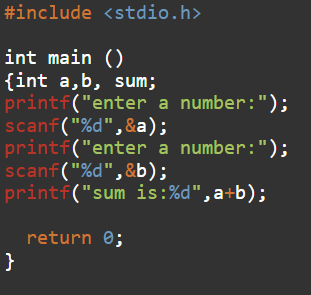 #include <stdio.h>
int main ()
{int a,b, sum;
printf("enter a number:");
scanf("%d",&a);
printf("enter a number:");
scanf("%d",&b);
printf("sum is:%d",a+b);
return 0;
}